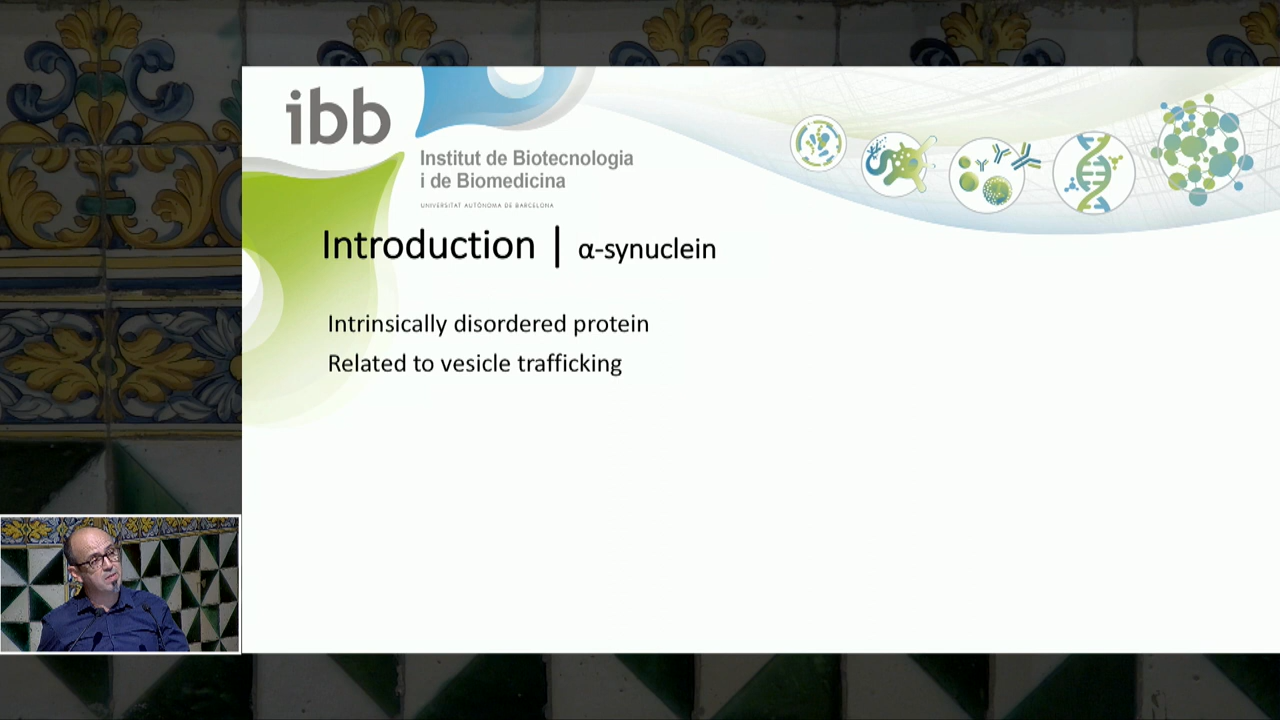 ibb
Institut de Biotecnologia
i de Biomedicina
UNIVERSITAT AUTÒNOMA DE BARCELONA
Introduction | α-synuclein
Intrinsically disordered protein
Related to vesicle trafficking